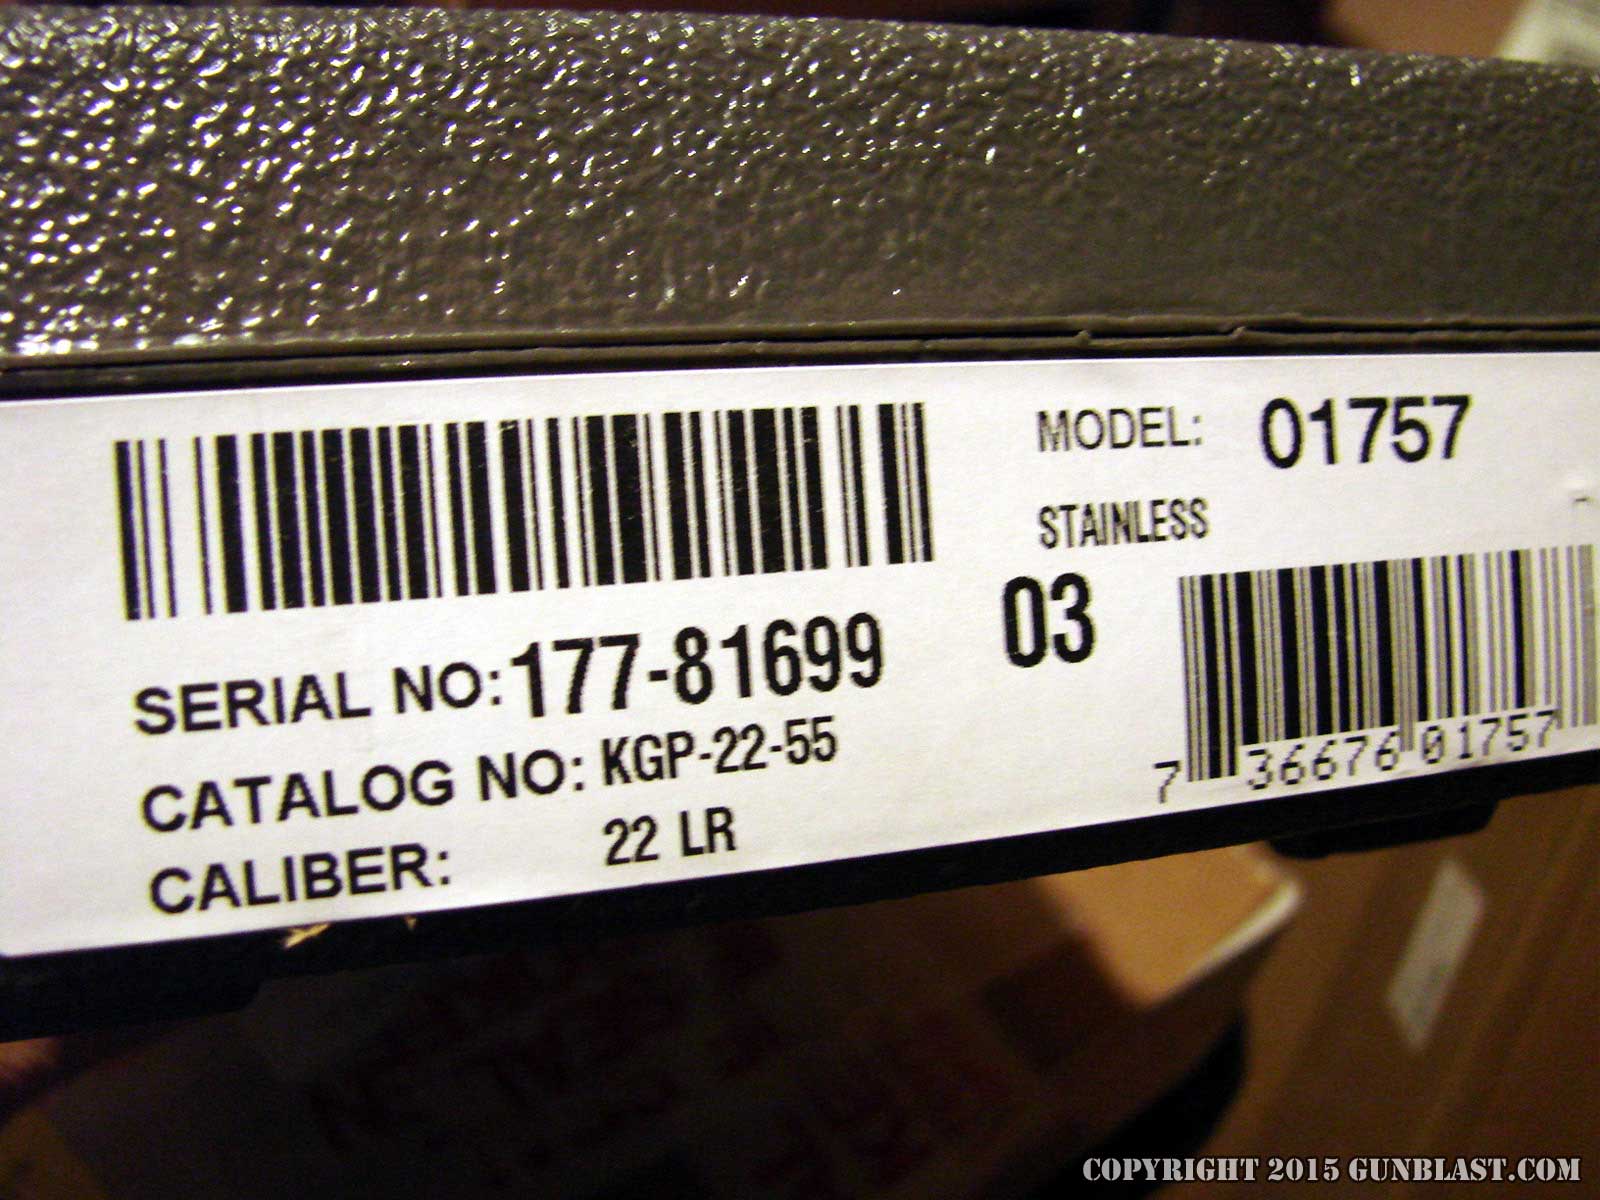 MODEL: 01757
STAINLESS
03
SERIAL NO: 177-81699
CATALOG NO: KGP-22-55
CALIBER: 22 LR
7 36676 01757
COPYRIGHT 2015 GUNBLAST.COM